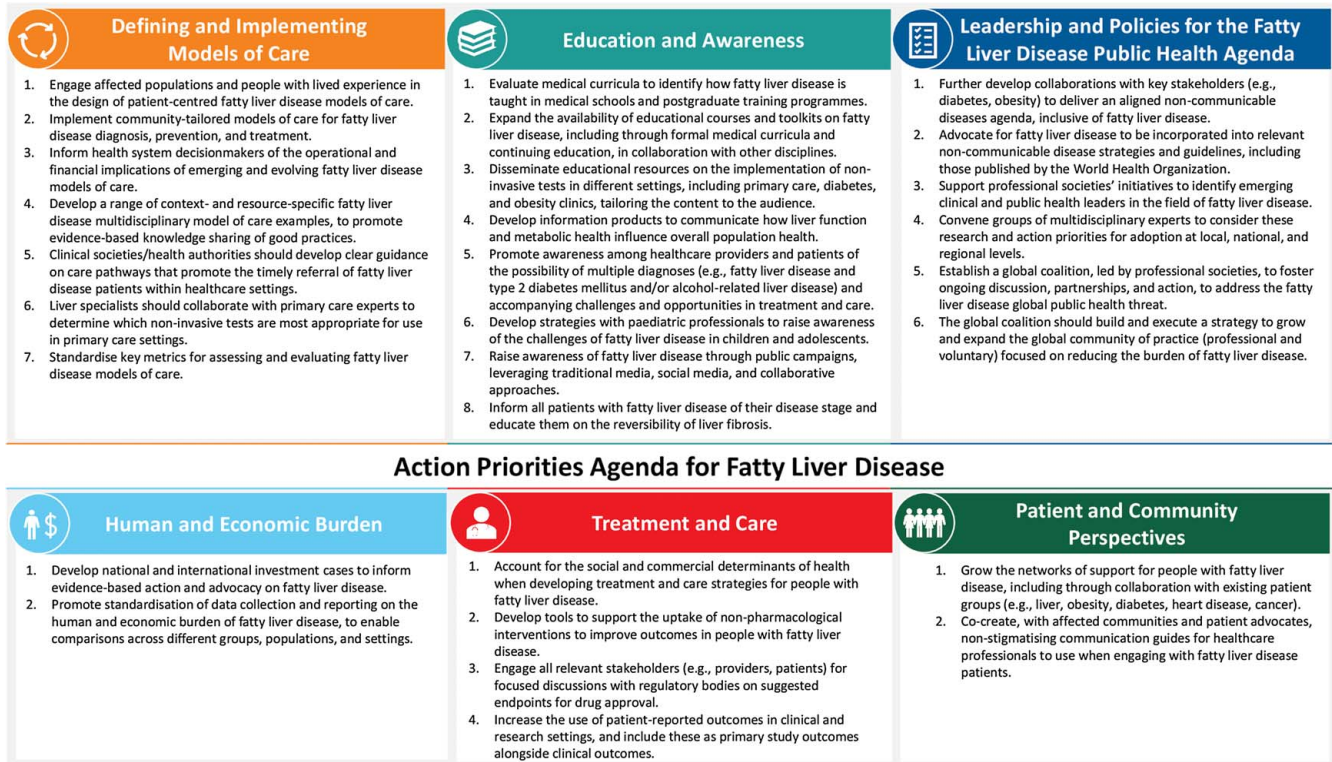 Defining and Implementing
Models of Care
1. Engage affected populations and people with lived experience in
the design of patient-centred fatty liver disease models of care.
2. Implement community-tailored models of care for fatty liver
disease diagnosis, prevention, and treatment.
3. Inform health system decisionmakers of the operational and
financial implications of emerging and evolving fatty liver disease
models of care.
4. Develop a range of context- and resource-specific fatty liver
disease multidisciplinary model of care examples, to promote
evidence-based knowledge sharing of good practices.
5. Clinical societies/health authorities should develop clear guidance
on care pathways that promote the timely referral of fatty liver
disease patients within healthcare settings.
6. Liver specialists should collaborate with primary care experts to
determine which non-invasive tests are most appropriate for use
in primary care settings.
7. Standardise key metrics for assessing and evaluating fatty liver
disease models of care.
Education and Awareness
1. Evaluate medical curricula to identify how fatty liver disease is
taught in medical schools and postgraduate training programmes.
2. Expand the availability of educational courses and toolkits on fatty
liver disease, including through formal medical curricula and
continuing education, in collaboration with other disciplines.
3. Disseminate educational resources on the implementation of non-
invasive tests in different settings, including primary care, diabetes,
and obesity clinics, tailoring the content to the audience.
4. Develop information products to communicate how liver function
and metabolic health influence overall population health.
5. Promote awareness among healthcare providers and patients of
the possibility of multiple diagnoses (e.g., fatty liver disease and
type 2 diabetes mellitus and/or alcohol-related liver disease) and
accompanying challenges and opportunities in treatment and care.
6. Develop strategies with paediatric professionals to raise awareness
of the challenges of fatty liver disease in children and adolescents.
7. Raise awareness of fatty liver disease through public campaigns,
leveraging traditional media, social media, and collaborative
approaches.
8. Inform all patients with fatty liver disease of their disease stage and
educate them on the reversibility of liver fibrosis.
Leadership and Policies for the Fatty
Liver Disease Public Health Agenda
1. Further develop collaborations with key stakeholders (e.g.,
diabetes, obesity) to deliver an aligned non-communicable
diseases agenda, inclusive of fatty liver disease.
2. Advocate for fatty liver disease to be incorporated into relevant
non-communicable disease strategies and guidelines, including
those published by the World Health Organization.
3. Support professional societies' initiatives to identify emerging
clinical and public health leaders in the field of fatty liver disease.
4. Convene groups of multidisciplinary experts to consider these
research and action priorities for adoption at local, national, and
regional levels.
5. Establish a global coalition, led by professional societies, to foster
ongoing discussion, partnerships, and action, to address the fatty
liver disease global public health threat.
6. The global coalition should build and execute a strategy to grow
and expand the global community of practice (professional and
voluntary) focused on reducing the burden of fatty liver disease.
Action Priorities Agenda for Fatty Liver Disease
$
Human and Economic Burden
1. Develop national and international investment cases to inform
evidence-based action and advocacy on fatty liver disease.
2. Promote standardisation of data collection and reporting on the
human and economic burden of fatty liver disease, to enable
comparisons across different groups, populations, and settings.
Treatment and Care
1. Account for the social and commercial determinants of health
when developing treatment and care strategies for people with
fatty liver disease.
2. Develop tools to support the uptake of non-pharmacological
interventions to improve outcomes in people with fatty liver
disease.
3. Engage all relevant stakeholders (e.g., providers, patients) for
focused discussions with regulatory bodies on suggested
endpoints for drug approval.
4. Increase the use of patient-reported outcomes in clinical and
research settings, and include these as primary study outcomes
alongside clinical outcomes.
Patient and Community
Perspectives
1. Grow the networks of support for people with fatty liver
disease, including through collaboration with existing patient
groups (e.g., liver, obesity, diabetes, heart disease, cancer).
2. Co-create, with affected communities and patient advocates,
non-stigmatising communication guides for healthcare
professionals to use when engaging with fatty liver disease
patients.